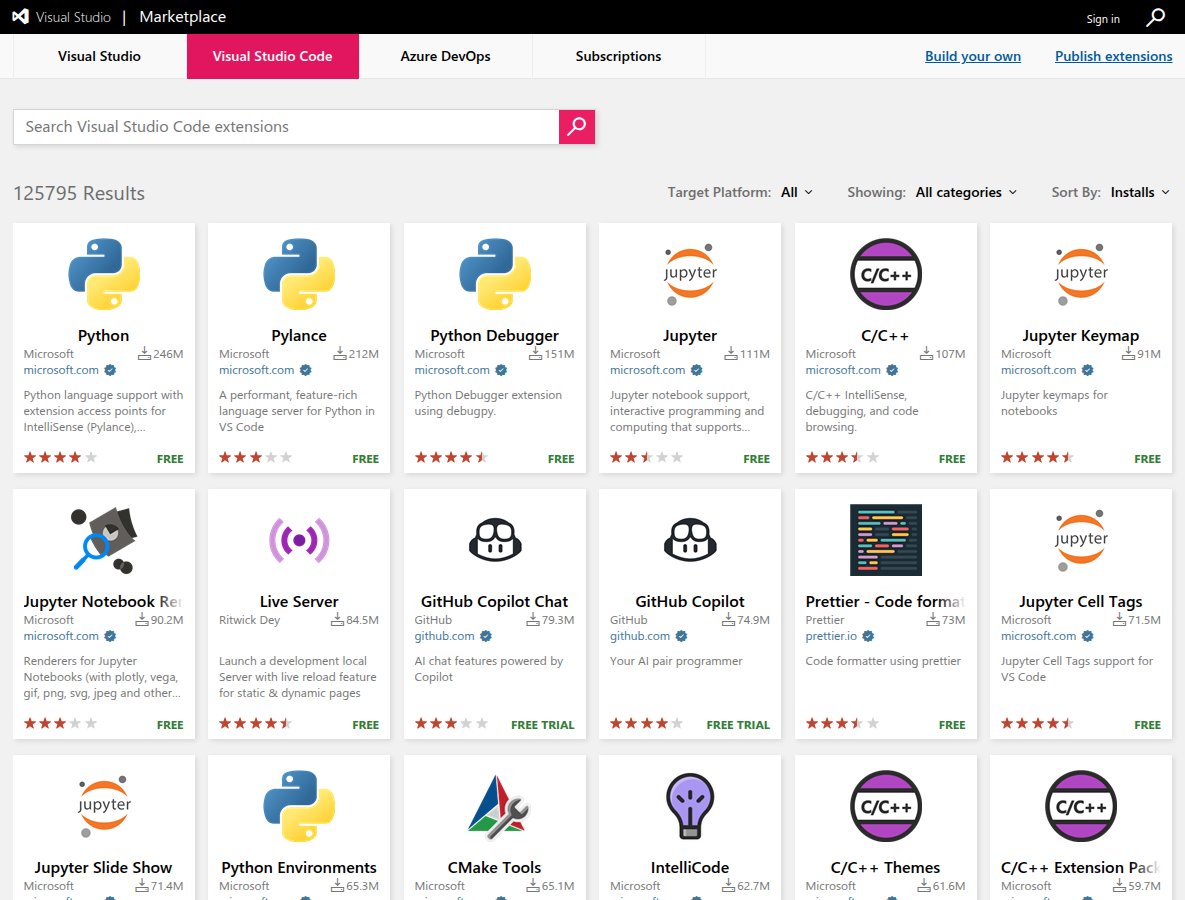 Visual Studio | Marketplace
Sign in
Visual Studio
Visual Studio Code
Azure DevOps
Subscriptions
Build your own
Publish extensions
Search Visual Studio Code extensions
125795 Results
Target Platform: All
Showing: All categories
Sort By: Installs
Python
Microsoft 246M
microsoft.com
Python language support with
extension access points for
IntelliSense (Pylance),...
FREE
Pylance
Microsoft 212M
microsoft.com
A performant, feature-rich
language server for Python in
VS Code
FREE
Python Debugger
Microsoft 151M
microsoft.com
Python Debugger extension
using debugpy.
FREE
jupyter
Jupyter
Microsoft 111M
microsoft.com
Jupyter notebook support,
interactive programming and
computing that supports...
FREE
C/C++
C/C++
Microsoft 107M
microsoft.com
C/C++ IntelliSense,
debugging, and code
browsing.
FREE
jupyter
Jupyter Keymap
Microsoft 91M
microsoft.com
Jupyter keymaps for
notebooks
FREE
Jupyter Notebook Re
Microsoft 90.2M
microsoft.com
Renderers for Jupyter
Notebooks (with plotly, vega,
gif, png, svg, jpeg and other...
FREE
Live Server
Ritwick Dey 84.5M
Launch a development local
Server with live reload feature
for static & dynamic pages
FREE
GitHub Copilot Chat
GitHub 79.3M
github.com
AI chat features powered by
Copilot
FREE TRIAL
GitHub Copilot
GitHub 74.9M
github.com
Your AI pair programmer
FREE TRIAL
Prettier - Code format
Prettier 73M
prettier.io
Code formatter using prettier
FREE
jupyter
Jupyter Cell Tags
Microsoft 71.5M
microsoft.com
Jupyter Cell Tags support for
VS Code
FREE
jupyter
Jupyter Slide Show
Microsoft 71.4M
Python Environments
Microsoft 65.3M
CMake Tools
Microsoft 65.1M
IntelliCode
Microsoft 62.7M
C/C++
C/C++ Themes
Microsoft 61.6M
C/C++
C/C++ Extension Pack
Microsoft 59.7M